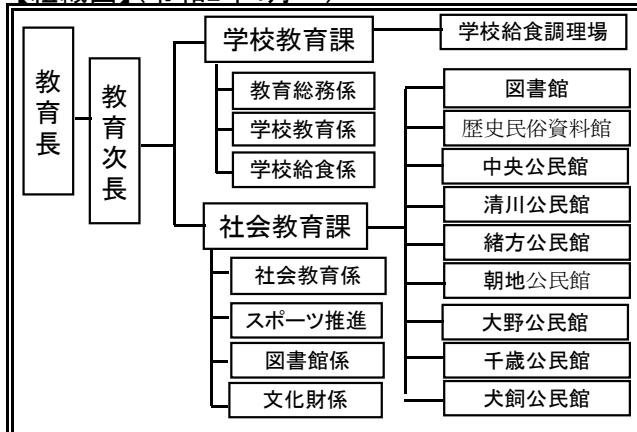 教育長
教育次長
学校教育課
学校給食調理場
教育総務係
学校教育係
学校給食係
社会教育課
社会教育係
スポーツ推進
図書館係
文化財係
図書館
歴史民俗資料館
中央公民館
清川公民館
緒方公民館
朝地公民館
大野公民館
千歳公民館
犬飼公民館